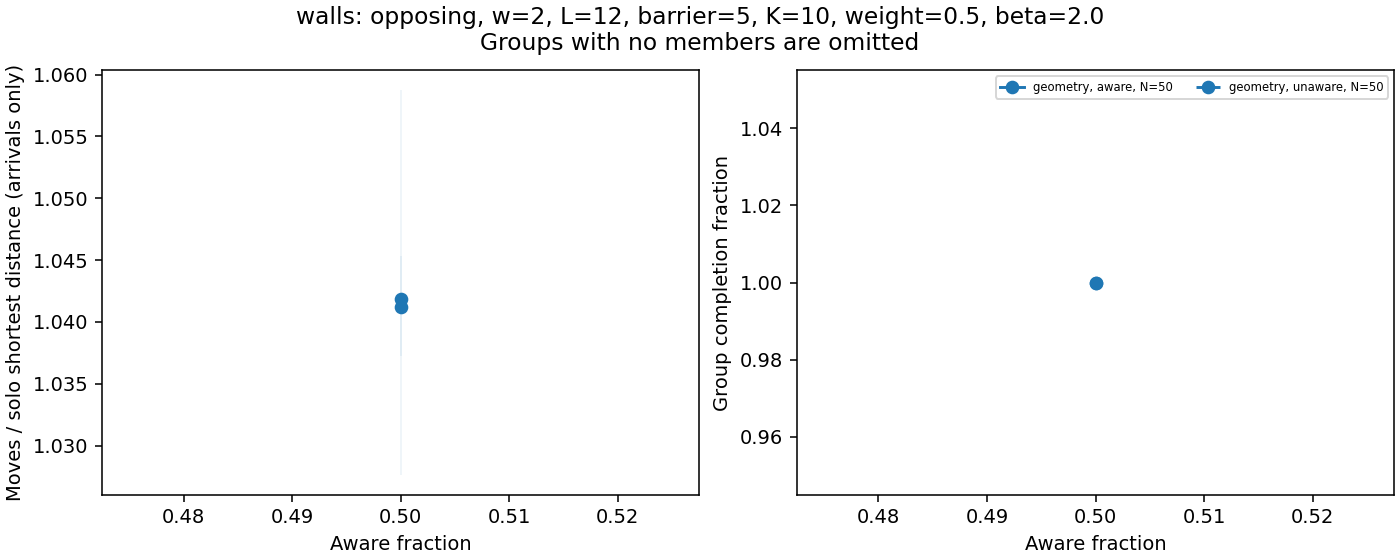 walls: opposing, w=2, L=12, barrier=5, K=10, weight=0.5, beta=2.0
Groups with no members are omitted
Moves / solo shortest distance (arrivals only)
1.060
1.055
1.050
1.045
1.040
1.035
1.030
0.48 0.49 0.50 0.51 0.52
Aware fraction
Group completion fraction
1.04
1.02
1.00
0.98
0.96
geometry, aware, N=50 geometry, unaware, N=50
0.48 0.49 0.50 0.51 0.52
Aware fraction